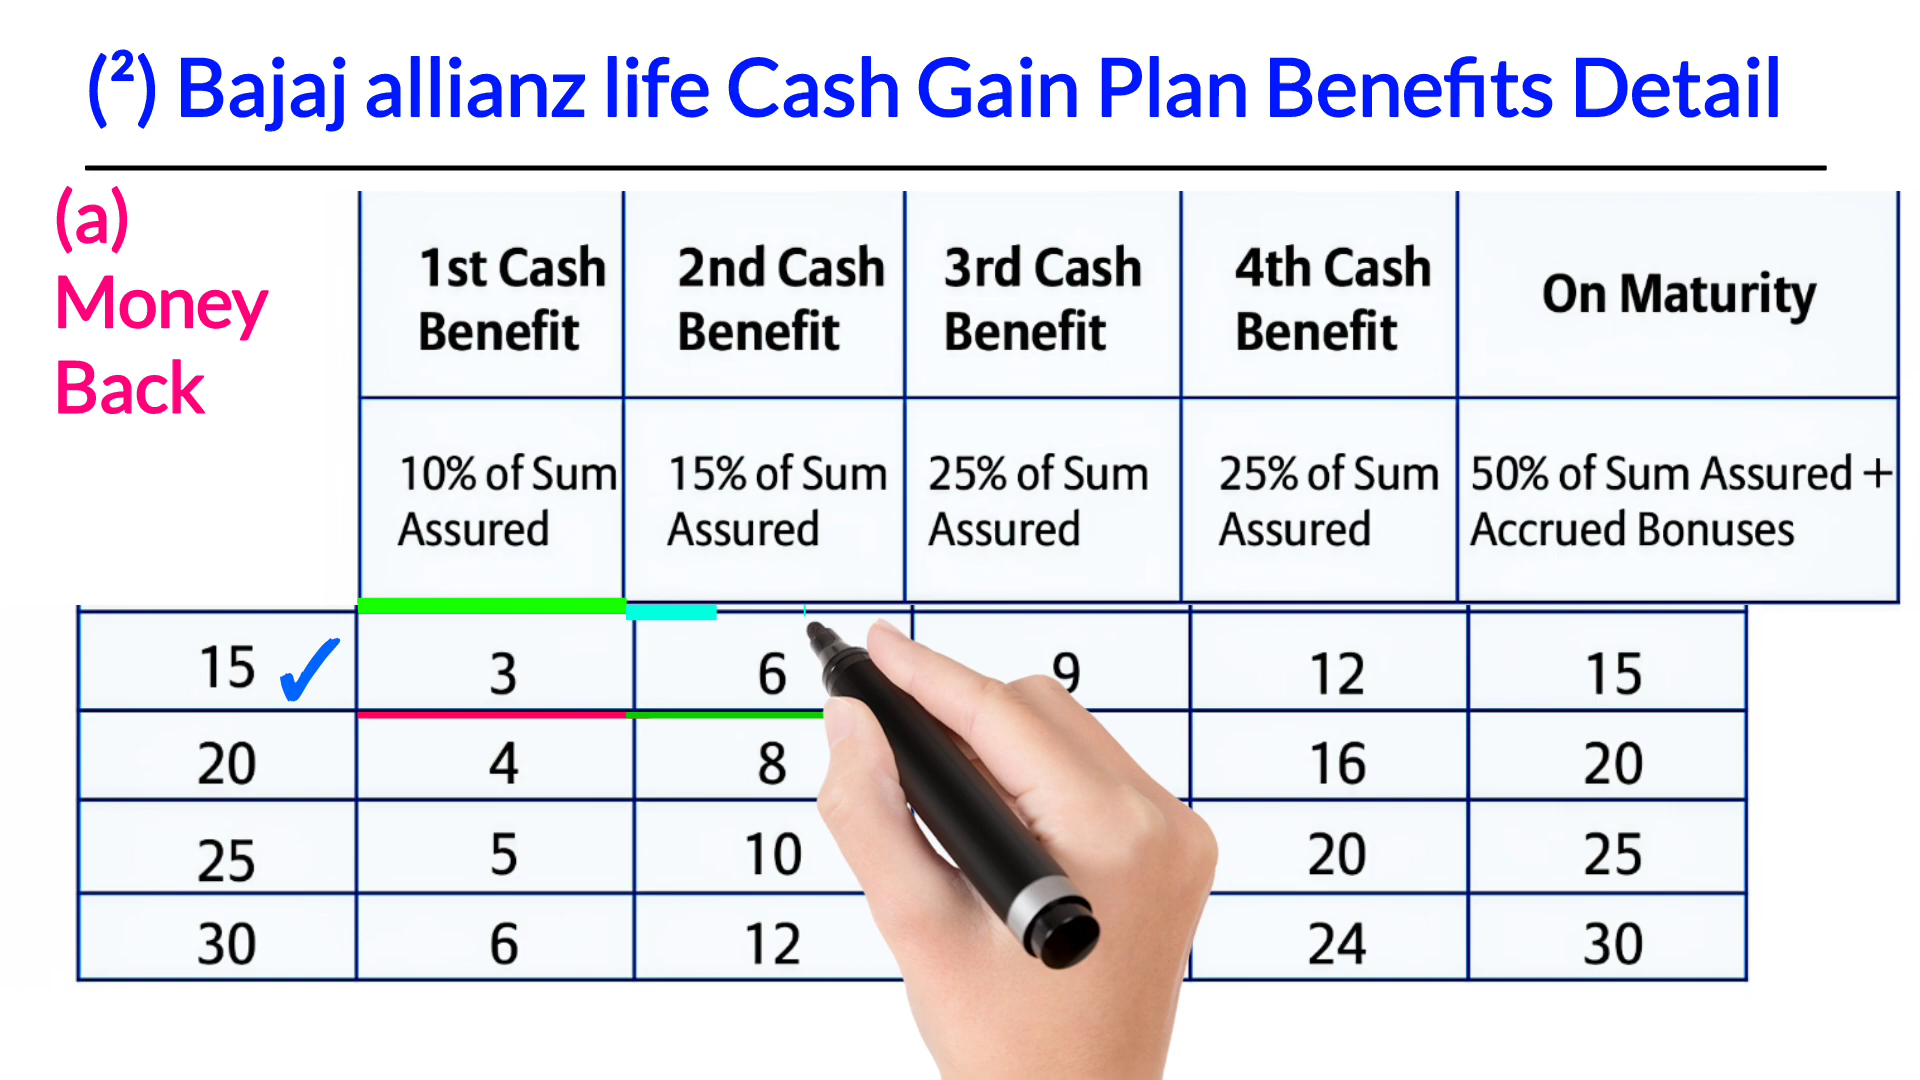 (²) Bajaj allianz life Cash Gain Plan Benefits Detail
(a)
Money
Back
1st Cash Benefit
2nd Cash Benefit
3rd Cash Benefit
4th Cash Benefit
On Maturity
10% of Sum Assured
15% of Sum Assured
25% of Sum Assured
25% of Sum Assured
50% of Sum Assured + Accrued Bonuses
15 ✓ 3 6 9 12 15
20 4 8 16 20
25 5 10 20 25
30 6 12 24 30